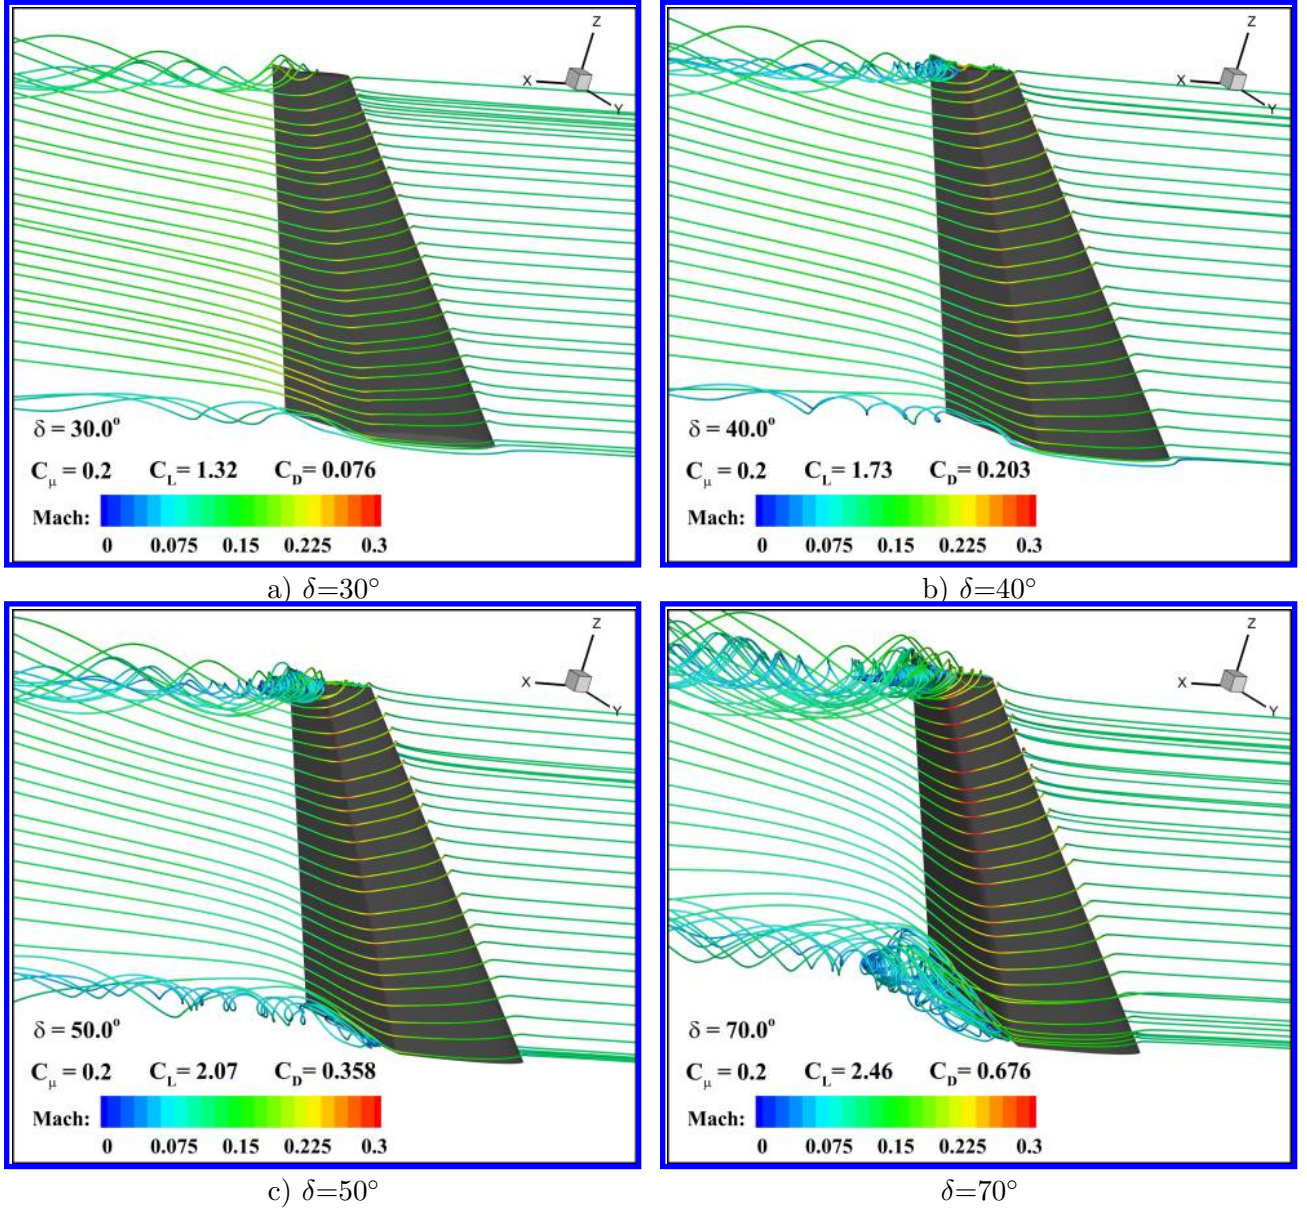 Z
X
Y
δ = 30.0°
C_μ = 0.2 C_L = 1.32 C_D = 0.076
Mach:
0 0.075 0.15 0.225 0.3
a) δ=30°
Z
X
Y
δ = 40.0°
C_μ = 0.2 C_L = 1.73 C_D = 0.203
Mach:
0 0.075 0.15 0.225 0.3
b) δ=40°
Z
X
Y
δ = 50.0°
C_μ = 0.2 C_L = 2.07 C_D = 0.358
Mach:
0 0.075 0.15 0.225 0.3
c) δ=50°
Z
X
Y
δ = 70.0°
C_μ = 0.2 C_L = 2.46 C_D = 0.676
Mach:
0 0.075 0.15 0.225 0.3
δ=70°